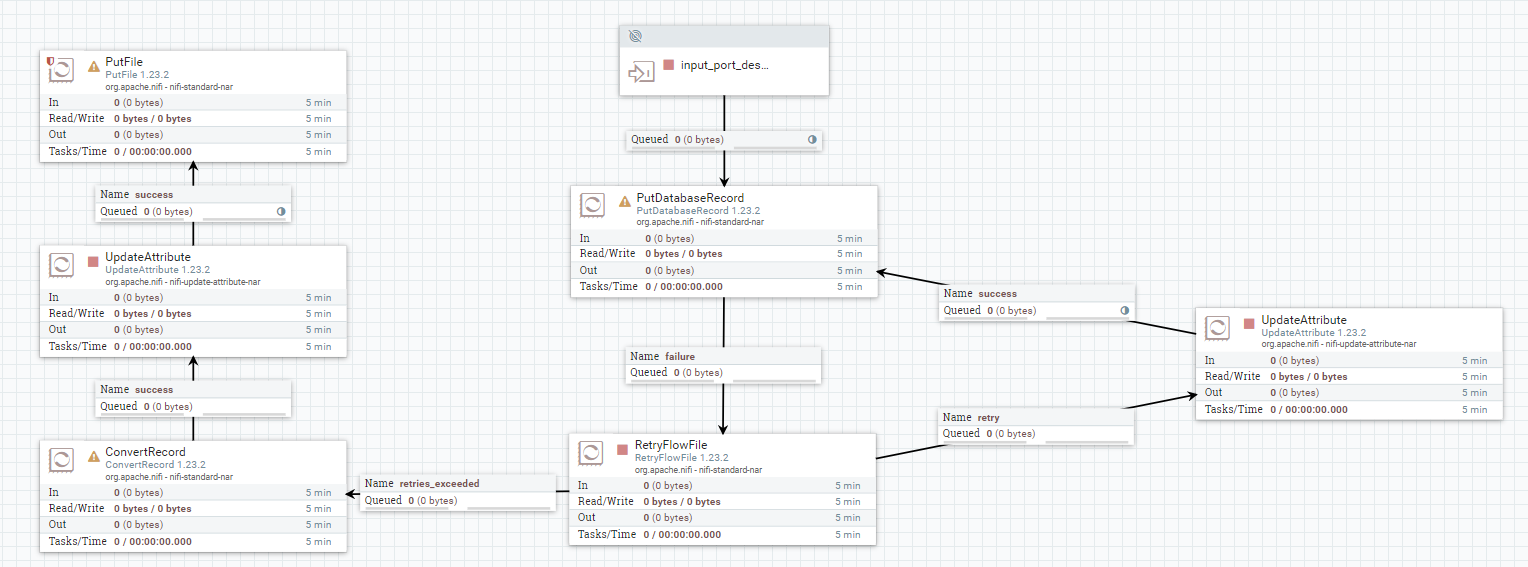 PutFile
PutFile 1.23.2
org.apache.nifi - nifi-standard-nar
In 0 (0 bytes) 5 min
Read/Write 0 bytes / 0 bytes 5 min
Out 0 (0 bytes) 5 min
Tasks/Time 0 / 00:00:00.000 5 min
Name success
Queued 0 (0 bytes)
UpdateAttribute
UpdateAttribute 1.23.2
org.apache.nifi - nifi-update-attribute-nar
In 0 (0 bytes) 5 min
Read/Write 0 bytes / 0 bytes 5 min
Out 0 (0 bytes) 5 min
Tasks/Time 0 / 00:00:00.000 5 min
Name success
Queued 0 (0 bytes)
ConvertRecord
ConvertRecord 1.23.2
org.apache.nifi - nifi-standard-nar
In 0 (0 bytes) 5 min
Read/Write 0 bytes / 0 bytes 5 min
Out 0 (0 bytes) 5 min
Tasks/Time 0 / 00:00:00.000 5 min
Name retries_exceeded
Queued 0 (0 bytes)
input_port_des...
Queued 0 (0 bytes)
PutDatabaseRecord
PutDatabaseRecord 1.23.2
org.apache.nifi - nifi-standard-nar
In 0 (0 bytes) 5 min
Read/Write 0 bytes / 0 bytes 5 min
Out 0 (0 bytes) 5 min
Tasks/Time 0 / 00:00:00.000 5 min
Name failure
Queued 0 (0 bytes)
RetryFlowFile
RetryFlowFile 1.23.2
org.apache.nifi - nifi-standard-nar
In 0 (0 bytes) 5 min
Read/Write 0 bytes / 0 bytes 5 min
Out 0 (0 bytes) 5 min
Tasks/Time 0 / 00:00:00.000 5 min
Name success
Queued 0 (0 bytes)
Name retry
Queued 0 (0 bytes)
UpdateAttribute
UpdateAttribute 1.23.2
org.apache.nifi - nifi-update-attribute-nar
In 0 (0 bytes) 5 min
Read/Write 0 bytes / 0 bytes 5 min
Out 0 (0 bytes) 5 min
Tasks/Time 0 / 00:00:00.000 5 min